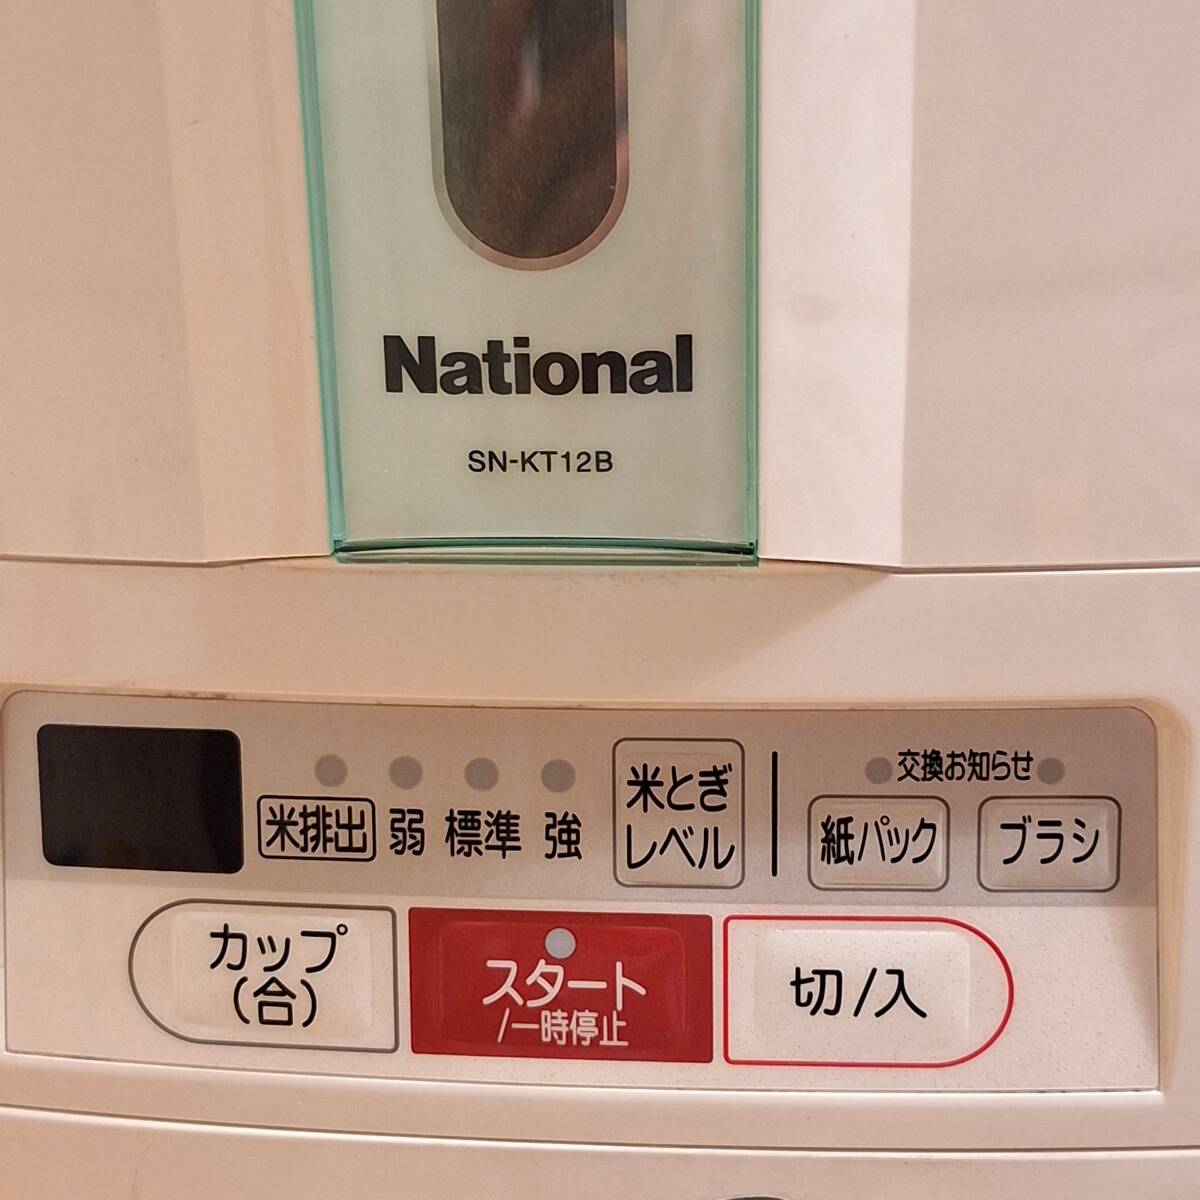 National
SN-KT12B
米排出 弱 標準 強
米とぎ
レベル
交換お知らせ
紙パック ブラシ
カップ
(合)
スタート
/一時停止
切/入